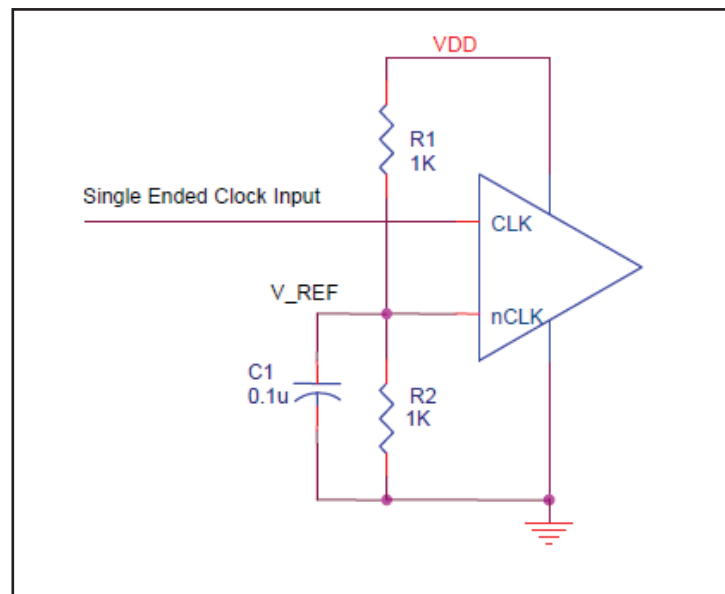 VDD
R1
1K
Single Ended Clock Input
CLK
V_REF
nCLK
C1
0.1u
R2
1K